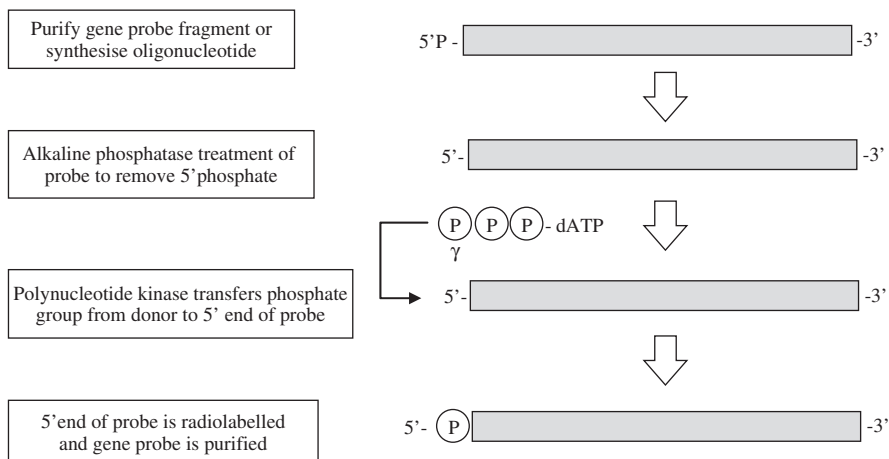 Purify gene probe fragment or
synthesise oligonucleotide
5’P - -3’
Alkaline phosphatase treatment of
probe to remove 5’phosphate
5’- -3’
P P P - dATP
γ
Polynucleotide kinase transfers phosphate
group from donor to 5’ end of probe
5’- -3’
5’end of probe is radiolabelled
and gene probe is purified
5’- P -3’